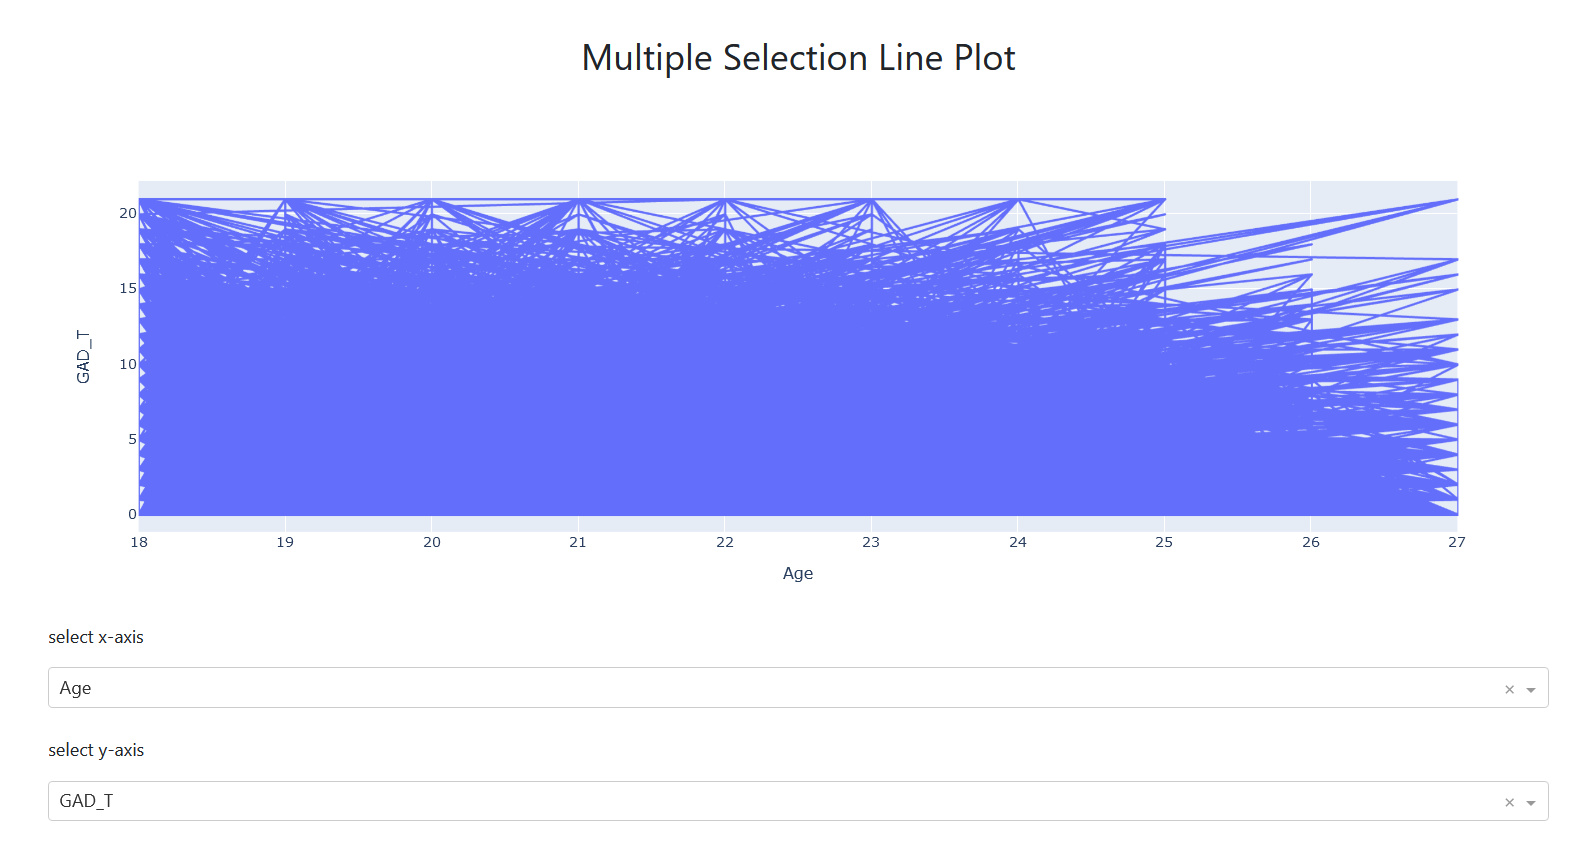 Multiple Selection Line Plot
20
15
10
5
0
GAD_T
18 19 20 21 22 23 24 25 26 27
Age
select x-axis
Age
select y-axis
GAD_T